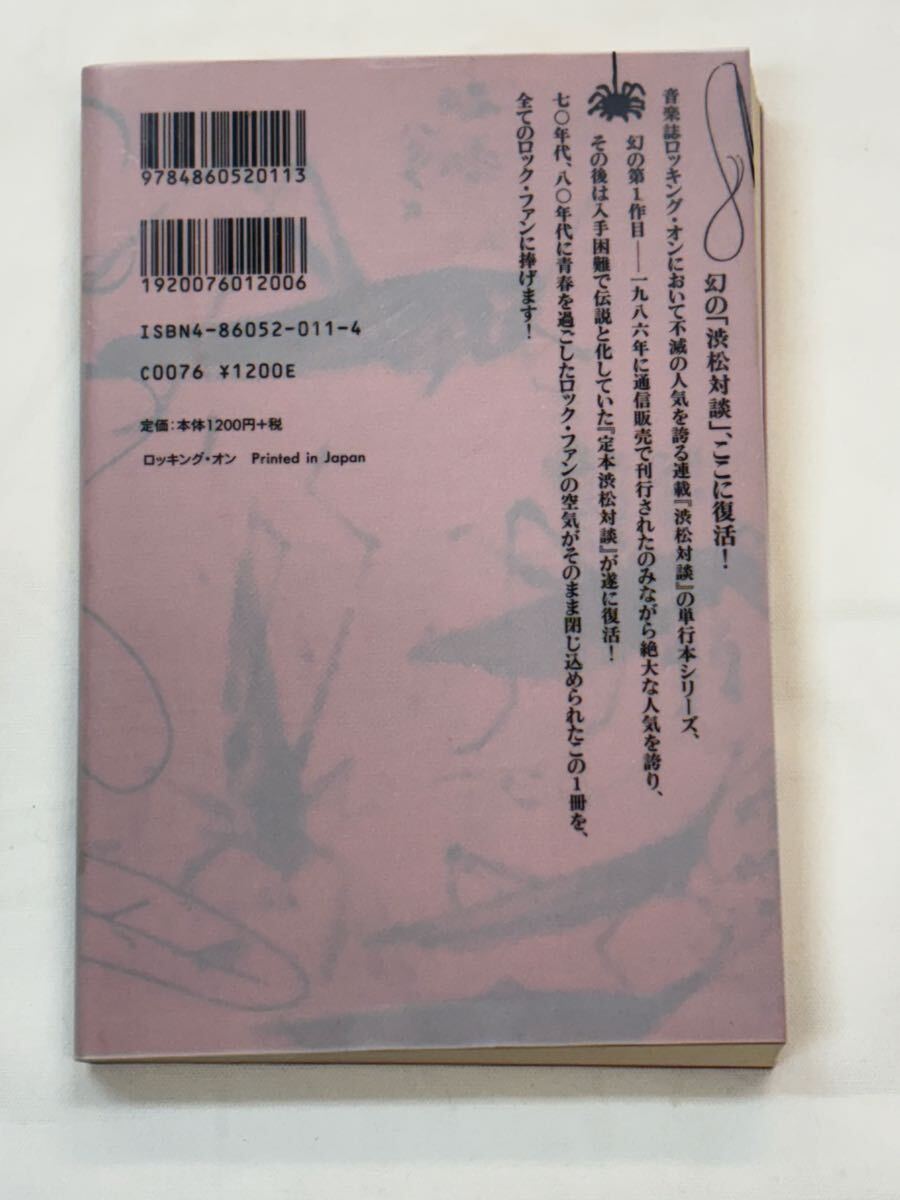 幻の「渋松対談」、ここに復活！
音楽誌ロッキング・オンにおいて不滅の人気を誇る連載『渋松対談』の単行本シリーズ、
幻の第1作目――一九八六年に通信販売で刊行されたのみながら絶大な人気を誇り、
その後は入手困難で伝説と化していた『定本渋松対談』が遂に復活！
七〇年代、八〇年代に青春を過ごしたロック・ファンの空気がそのまま閉じ込められたこの1冊を、
全てのロック・ファンに捧げます！
9784860520113
1920076012006
ISBN4-86052-011-4
C0076 ¥1200E
定価：本体1200円+税
ロッキング・オン Printed in Japan